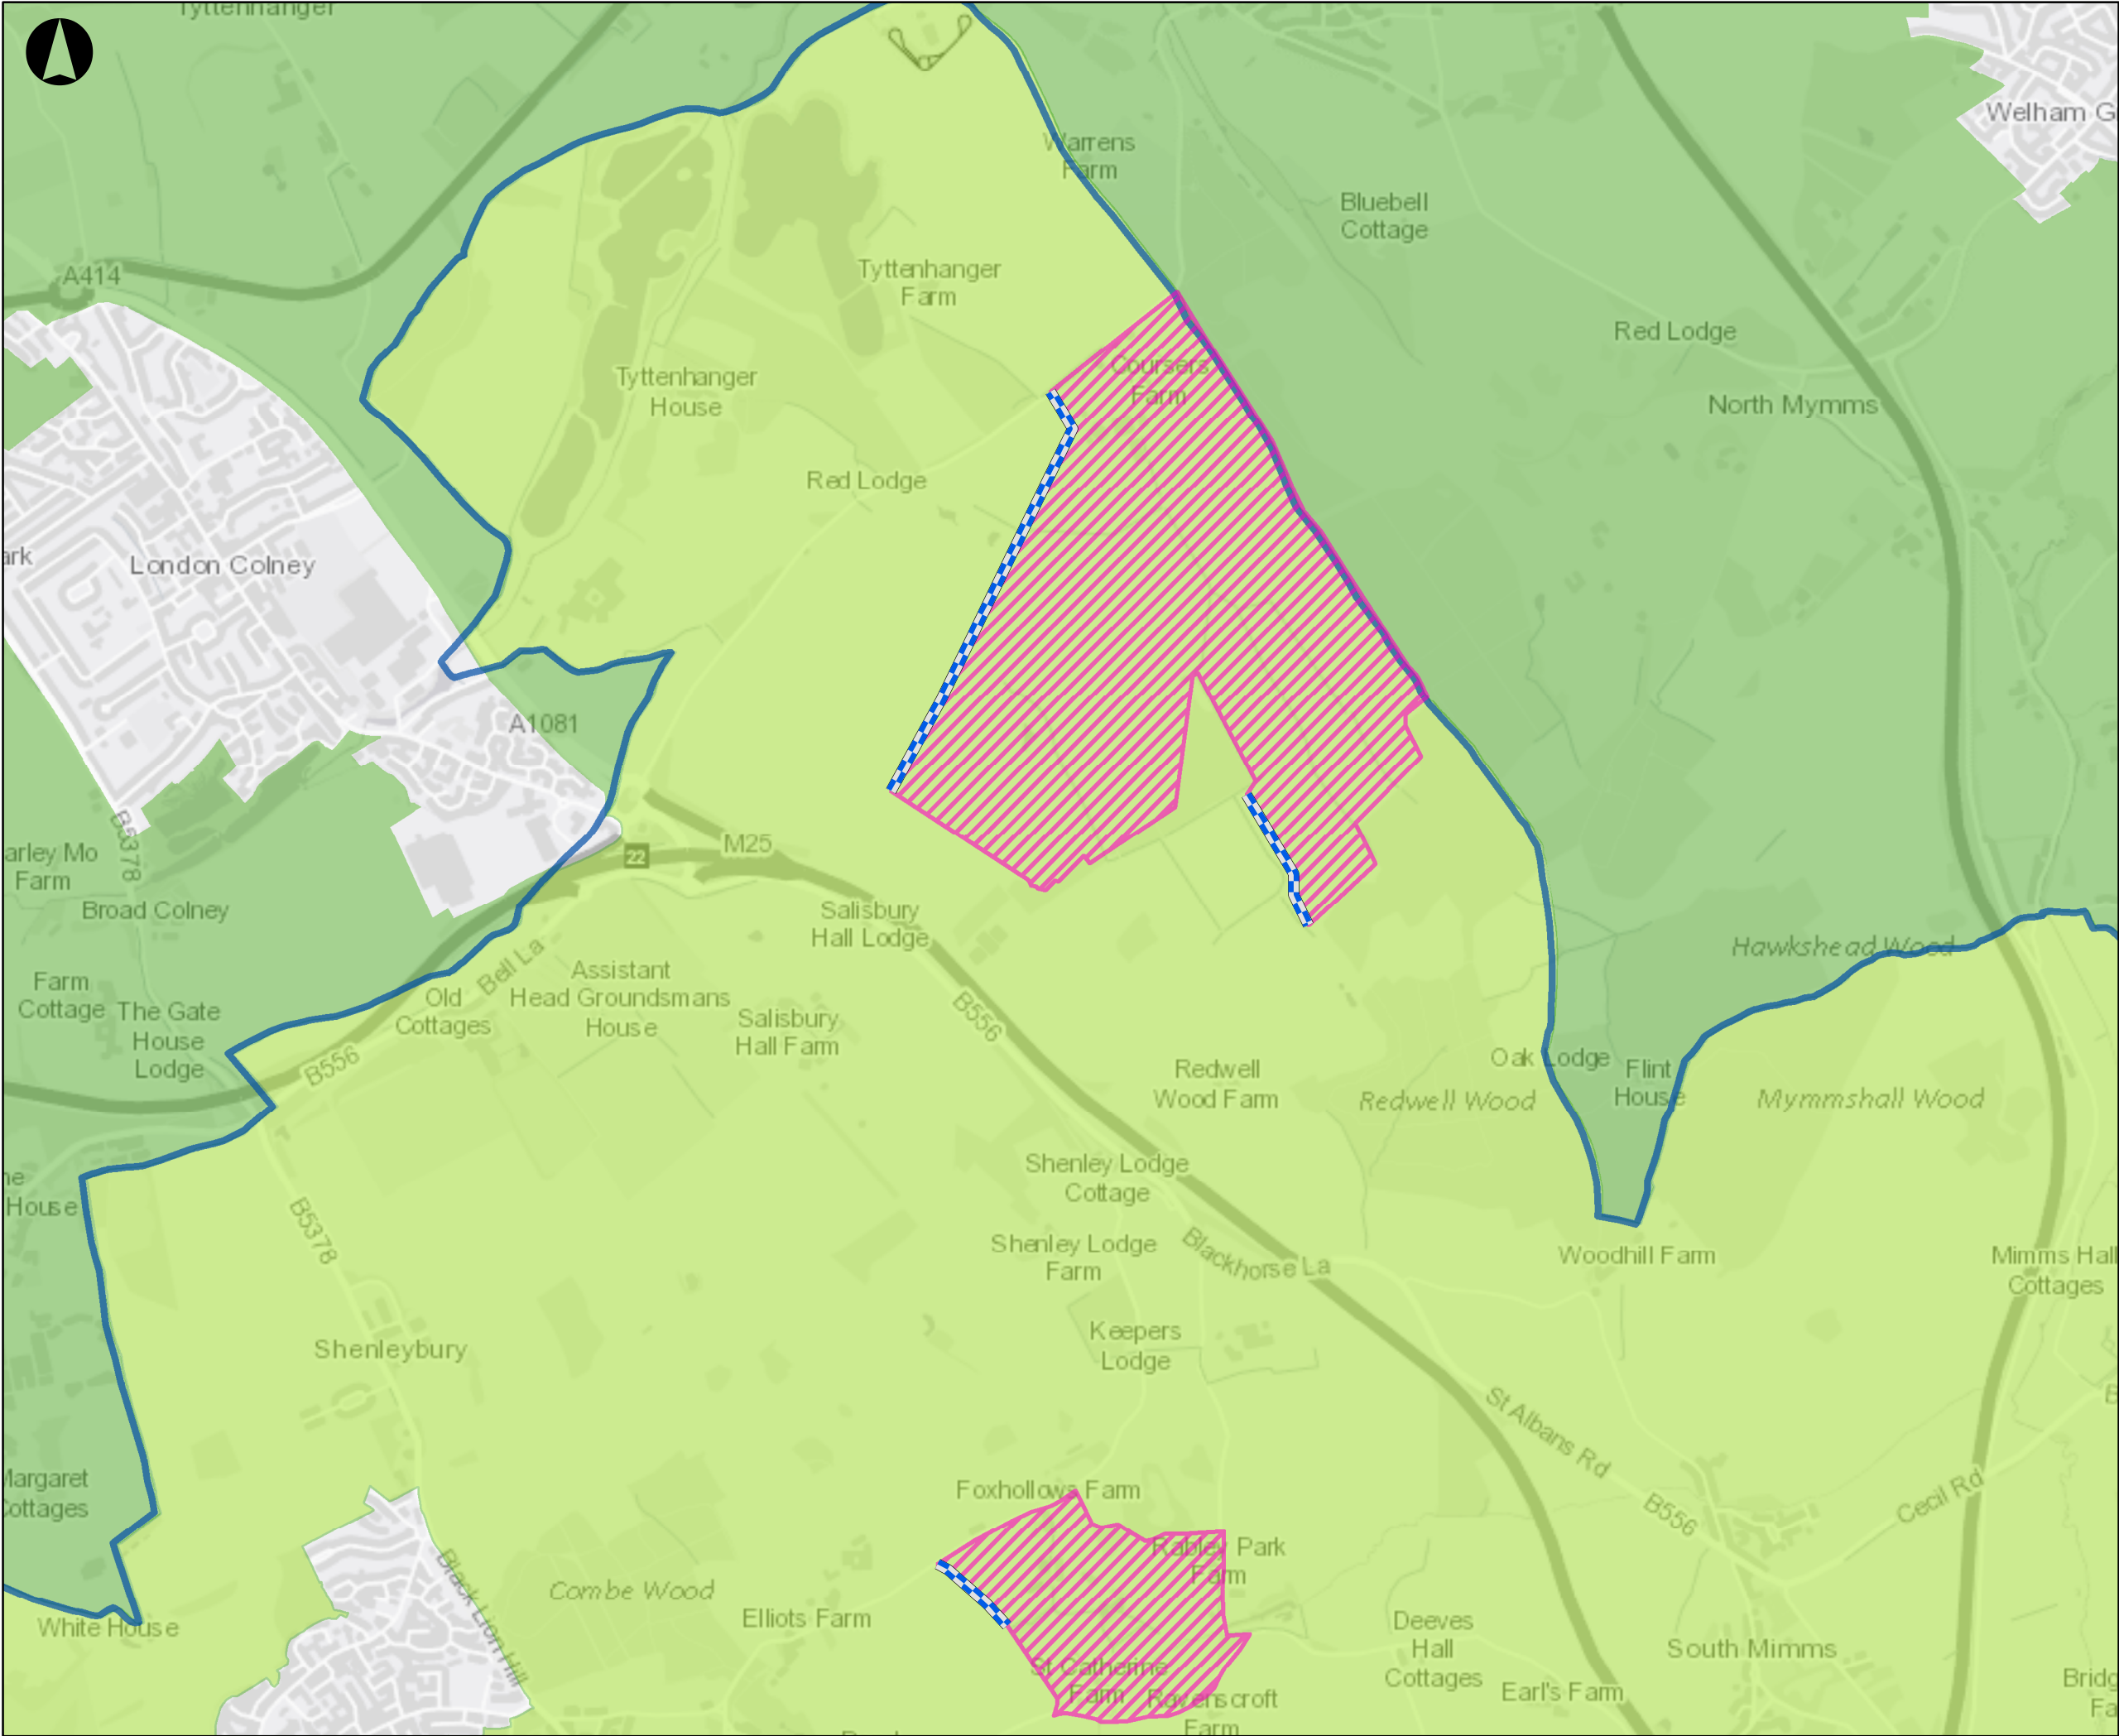 Tyttenhanger
Welham G
Warrens
Farm
Bluebell
Cottage
A414
Tyttenhanger
Farm
Red Lodge
Coursers
Farm
Tyttenhanger
House
North Mymms
Red Lodge
ark
London Colney
A1081
M25
22
B5378
arley Mo
Farm
Broad Colney
Salisbury
Hall Lodge
Hawkshead Wood
Bell La
Farm
Cottage
The Gate
House
Lodge
Old
Cottages
Assistant
Head Groundsmans
House
Salisbury
Hall Farm
B556
B556
Redwell
Wood Farm
Redwell Wood
Oak Lodge
Flint
House
Mymmshall Wood
ne
House
Shenley Lodge
Cottage
B5378
Shenley Lodge
Farm
Blackhorse La
Woodhill Farm
Mimms Hall
Cottages
Shenleybury
Keepers
Lodge
B
St Albans Rd
Margaret
Cottages
Foxhollows Farm
B556
Cecil Rd
Rabley Park
Farm
Black Lion Hill
Combe Wood
Elliots Farm
White House
Deeves
Hall
Cottages
South Mimms
St Catherine
Farm
Ravenscroft
Farm
Earl's Farm
Bridg
Fa